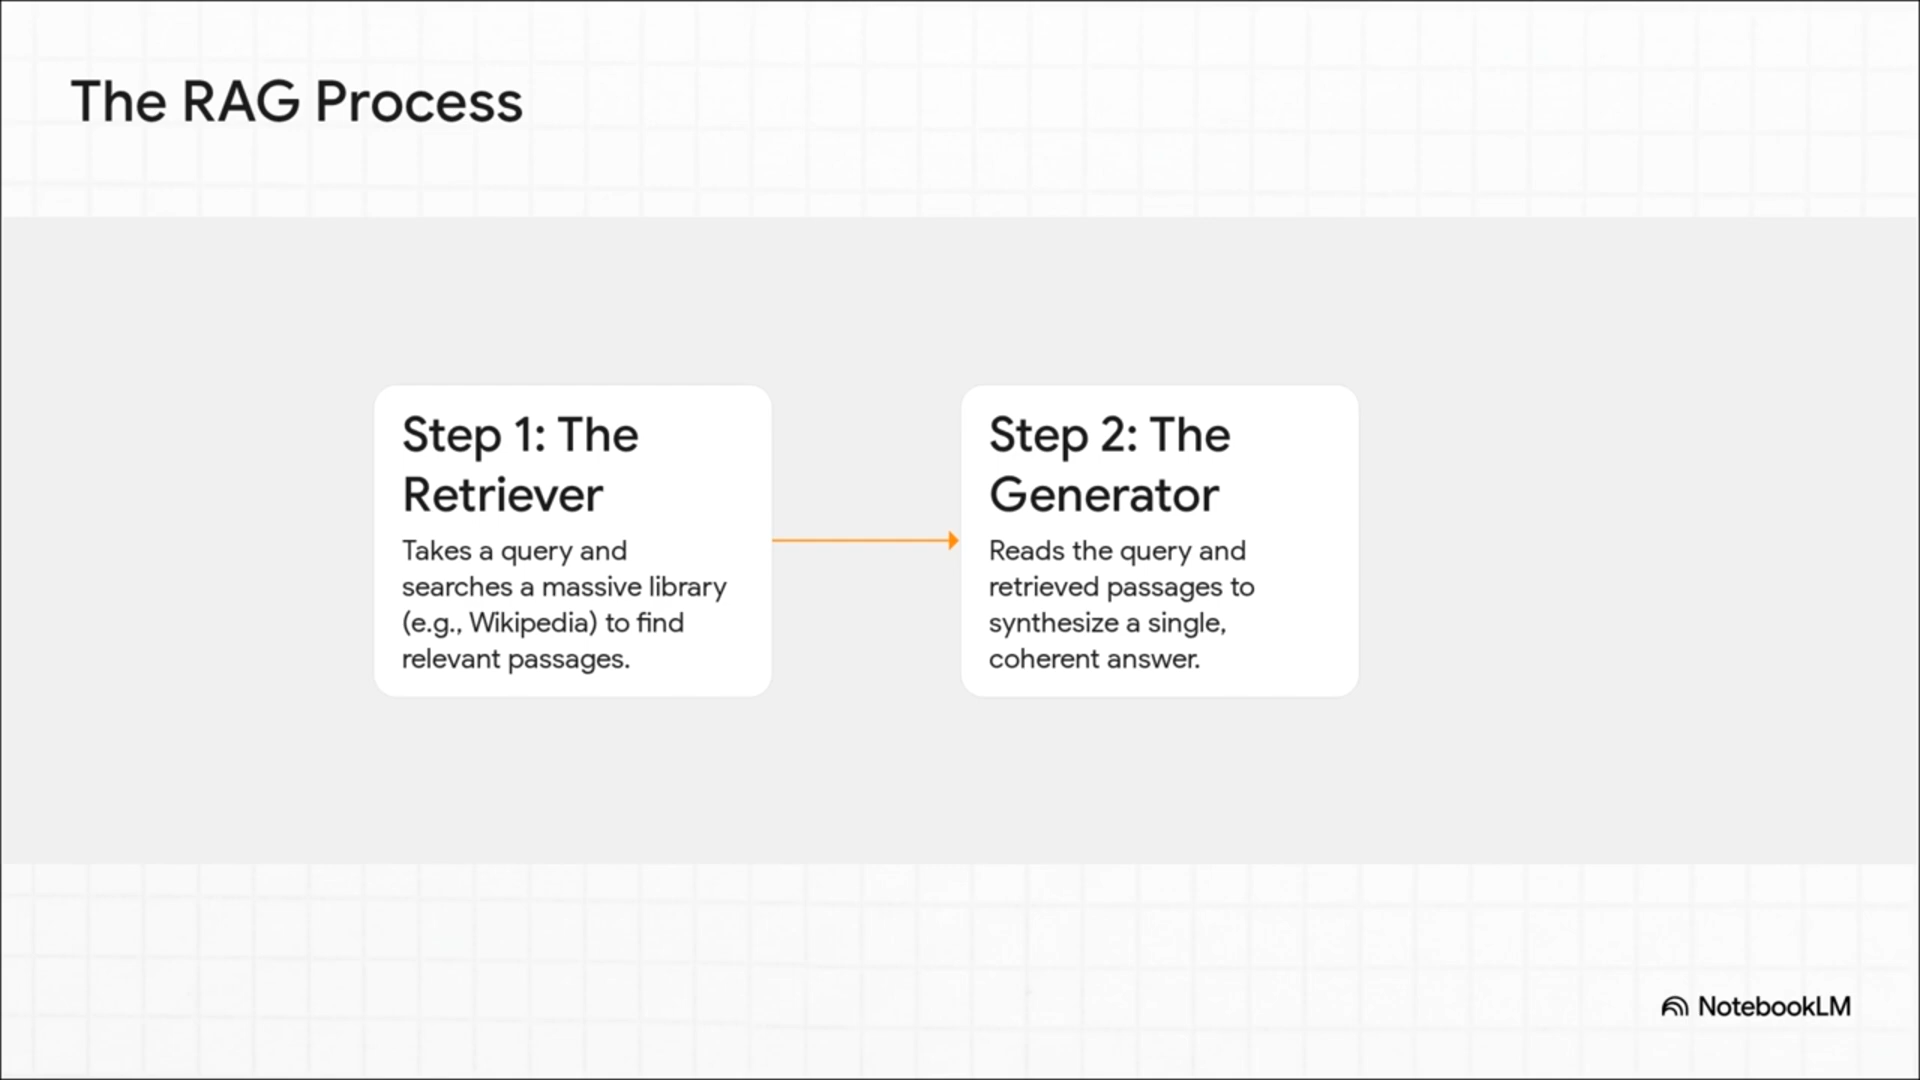 The RAG Process
Step 1: The
Retriever
Takes a query and
searches a massive library
(e.g., Wikipedia) to find
relevant passages.
Step 2: The
Generator
Reads the query and
retrieved passages to
synthesize a single,
coherent answer.
NotebookLM